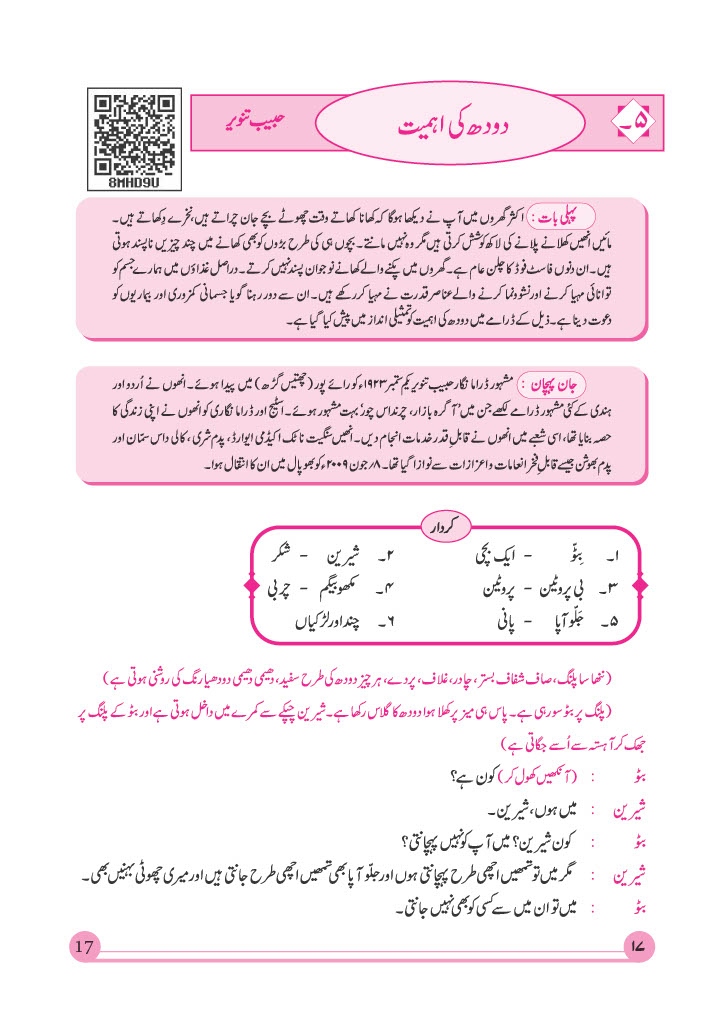 ۵۔
دودھ کی اہمیت
حبیب تنویر
8MHD9U
پہلی بات : اکثر گھروں میں آپ نے دیکھا ہوگا کہ کھانا کھاتے وقت چھوٹے بچے جان چراتے ہیں، نخرے دِکھاتے ہیں۔
مائیں انھیں کھلانے پلانے کی لاکھ کوشش کرتی ہیں مگر وہ نہیں مانتے۔ بچوں ہی کی طرح بڑوں کو بھی کھانے میں چند چیزیں ناپسند ہوتی
ہیں۔ ان دنوں فاسٹ فوڈ کا چلن عام ہے۔ گھروں میں پکنے والے کھانے نوجوان پسند نہیں کرتے۔ دراصل غذاؤں میں ہمارے جسم کو
توانائی مہیا کرنے اور نشوونما کرنے والے عناصر قدرت نے مہیا کر رکھے ہیں۔ ان سے دور رہنا گویا جسمانی کمزوری اور بیماریوں کو
دعوت دینا ہے۔ ذیل کے ڈرامے میں دودھ کی اہمیت کو تمثیلی انداز میں پیش کیا گیا ہے۔
جان پہچان : مشہور ڈراما نگار حبیب تنویر یکم ستمبر ۱۹۲۳ء کو رائے پور (چھتیس گڑھ) میں پیدا ہوئے۔ انھوں نے اُردو اور
ہندی کے کئی مشہور ڈرامے لکھے جن میں ’آگرہ بازار، چرنداس چور‘ بہت مشہور ہوئے۔ اسٹیج اور ڈراما نگاری کو انھوں نے اپنی زندگی کا
حصہ بنایا تھا، اسی شعبے میں انھوں نے قابلِ قدر خدمات انجام دیں۔ انھیں سنگیت ناٹک اکیڈمی ایوارڈ، پدم شری، کالی داس سمان اور
پدم بھوشن جیسے قابلِ فخر انعامات و اعزازات سے نوازا گیا تھا۔ ۸؍جون ۲۰۰۹ء کو بھوپال میں ان کا انتقال ہوا۔
کردار
۱۔ بِنّو - ایک بچی ۲۔ شیرین - شکر
۳۔ بی پروٹین - پروٹین ۴۔ مکھو بیگم - چربی
۵۔ جَلّو آپا - پانی ۶۔ چند اور لڑکیاں
(ننھا سا پلنگ، صاف شفاف بستر، چادر، غلاف، پردے، ہر چیز دودھ کی طرح سفید، دھیمی دھیمی دودھیا رنگ کی روشنی ہوتی ہے)
(پلنگ پر بنّو سو رہی ہے۔ پاس ہی میز پر کھلا ہوا دودھ کا گلاس رکھا ہے۔ شیرین چپکے سے کمرے میں داخل ہوتی ہے اور بنّو کے پلنگ پر
جھک کر آہستہ سے اُسے جگاتی ہے)
بنّو : (آنکھیں کھول کر) کون ہے؟
شیرین : میں ہوں، شیرین۔
بنّو : کون شیرین؟ میں آپ کو نہیں پہچانتی؟
شیرین : مگر میں تو تمھیں اچھی طرح پہچانتی ہوں اور جلّو آپا بھی تمھیں اچھی طرح جانتی ہیں اور میری چھوٹی بہنیں بھی۔
بنّو : میں تو ان میں سے کسی کو بھی نہیں جانتی۔
17
۱۷